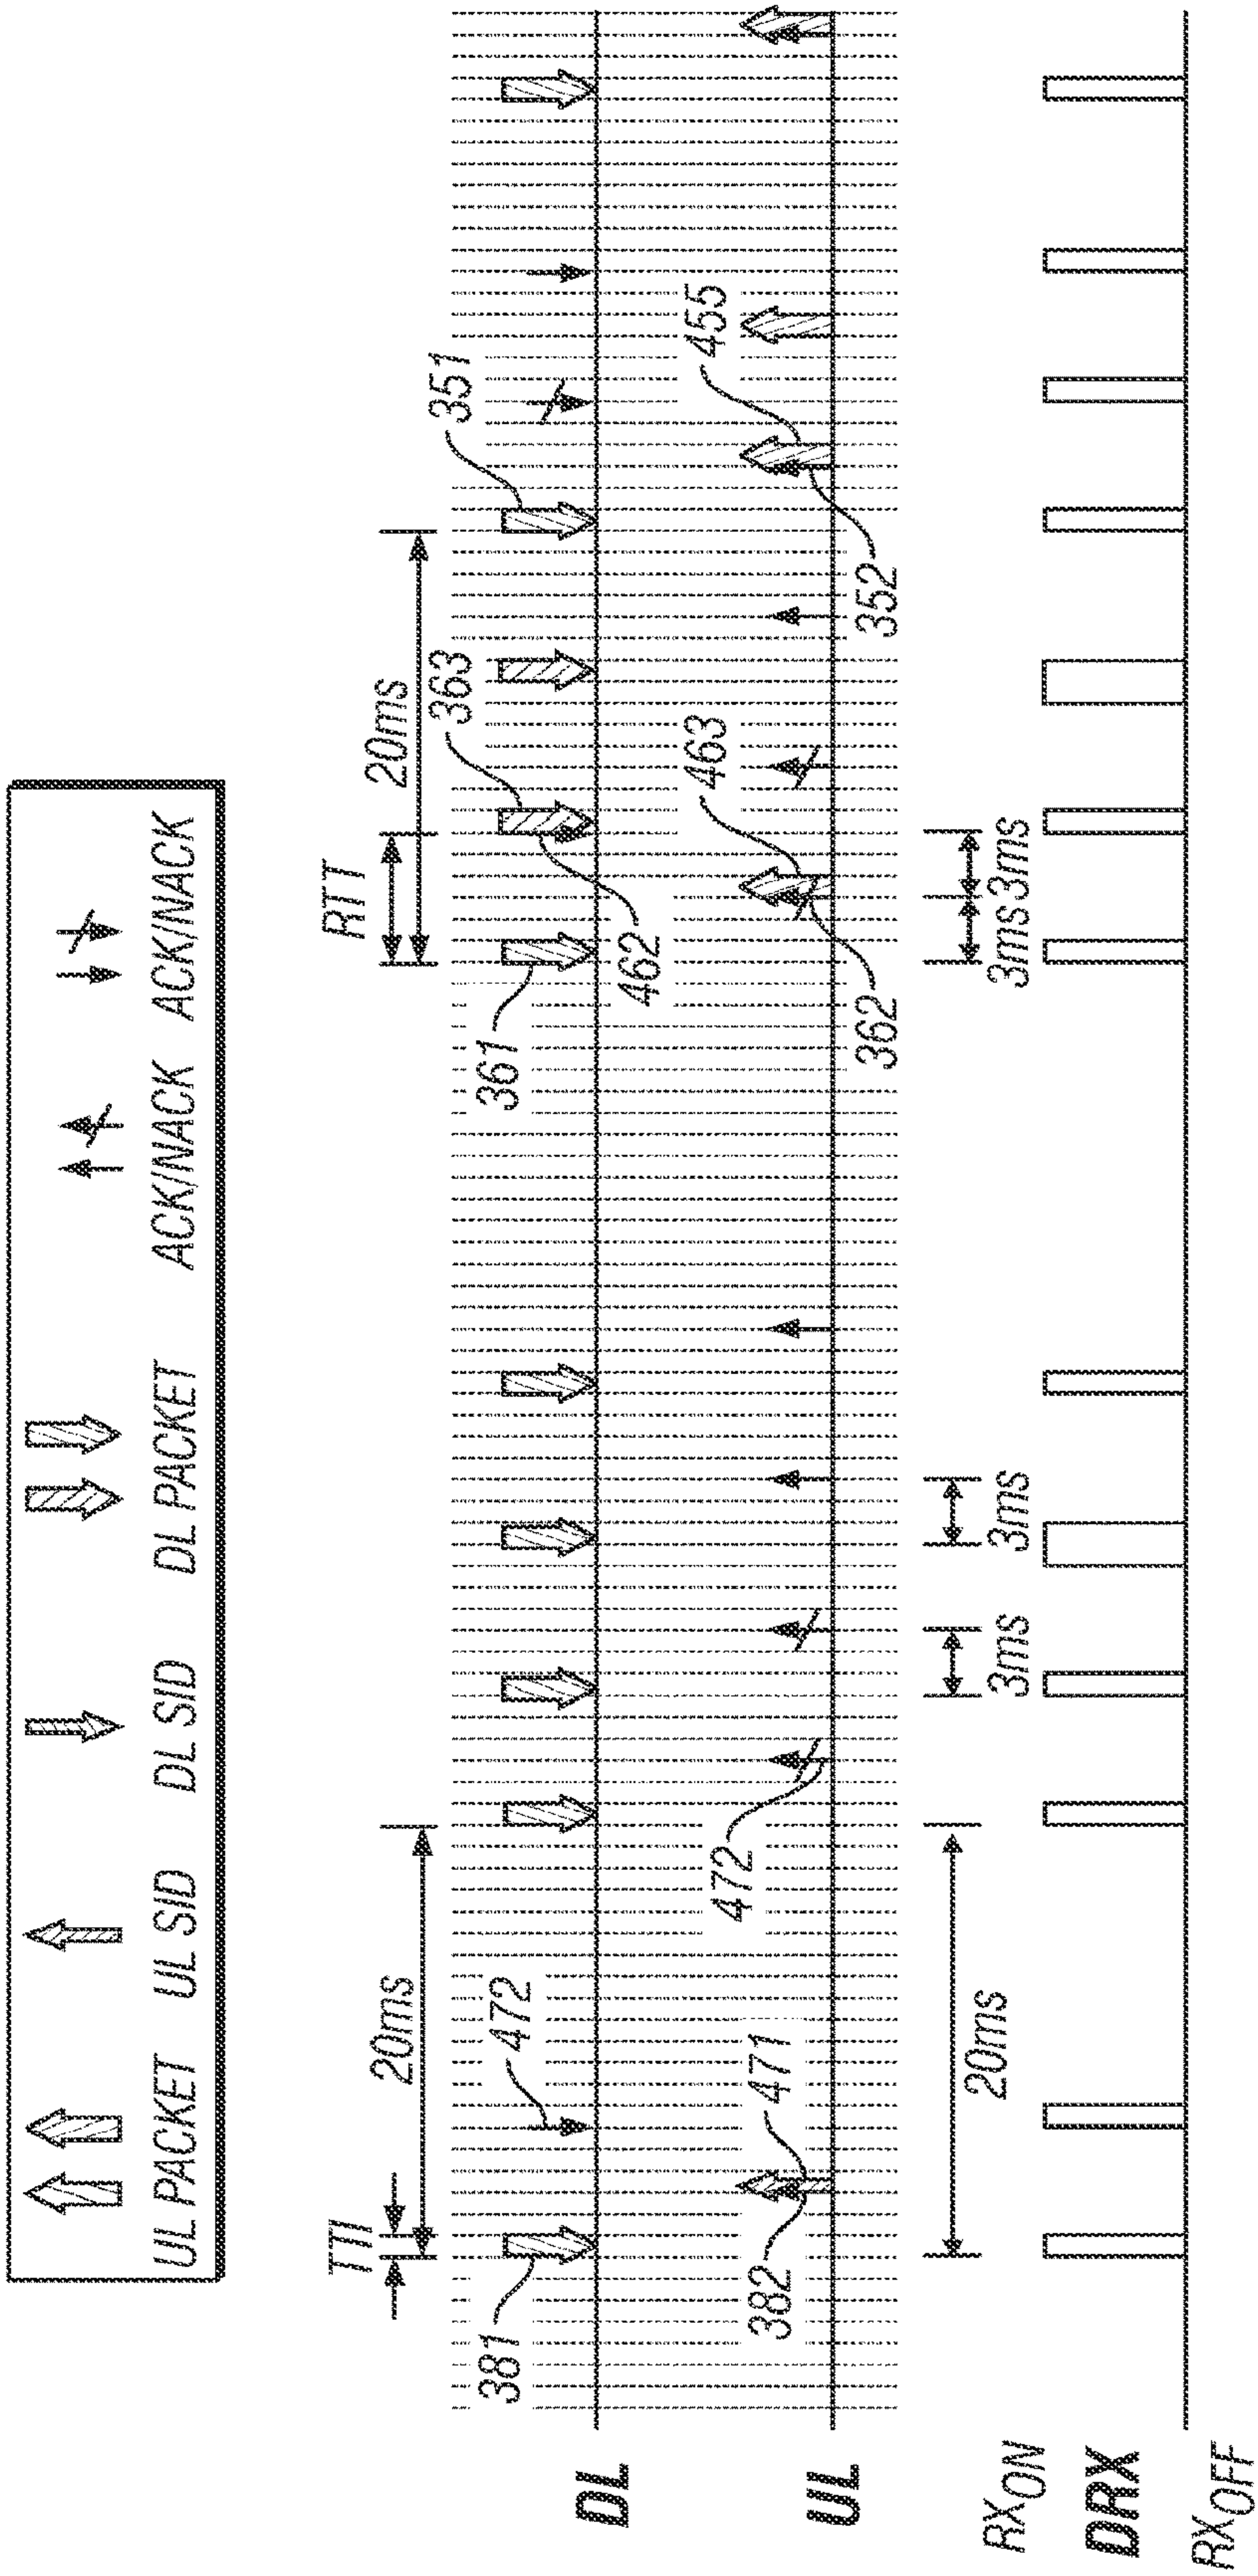 UL PACKET UL SID DL SID DL PACKET ACK/NACK ACK/NACK
TTI
RTT
20ms
20ms
381
472
361
363
351
DL
462
382
471
472
463
455
UL
362
352
20ms
3ms
3ms
3ms
3ms
RXON
DRX
RXOFF